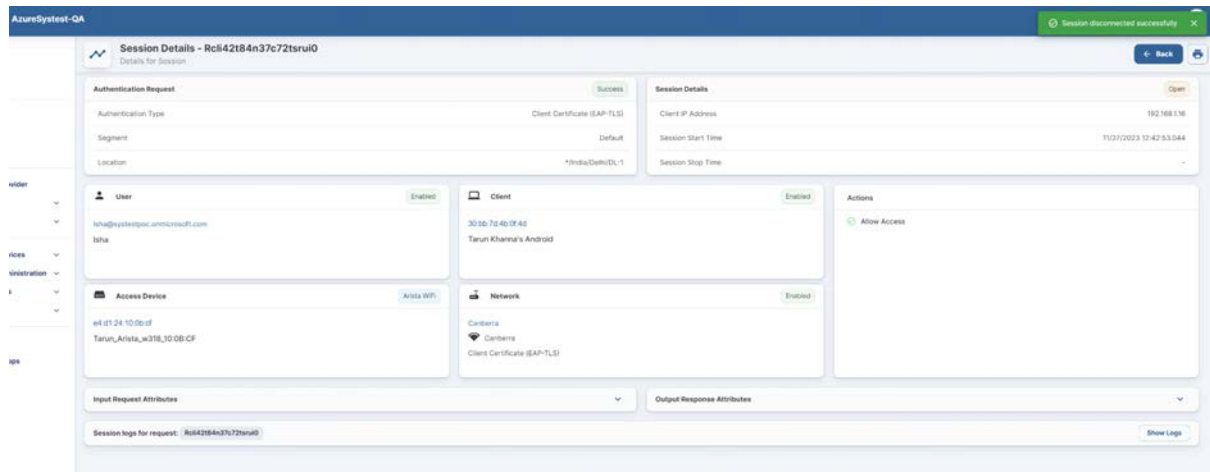 AzureSystest-QA
Session disconnected successfully
Session Details - Rcli42t84n37c72tsrui0
Details for Session
← Back
Authentication Request Success
Authentication Type Client Certificate (EAP-TLS)
Segment Default
Location */India/Delhi/DL-1
Session Details Open
Client IP Address 192.168.1.16
Session Start Time 11/27/2023 12:42:53.044
Session Stop Time -
User Enabled
Isha@systestpoc.onmicrosoft.com
Isha
Client Enabled
30:bb:7d:4b:0f:4d
Tarun Khanna's Android
Actions
Allow Access
Access Device Arista WiFi
e4:d1:24:10:0b:cf
Tarun_Arista_w318_10:0B:CF
Network Enabled
Canberra
Canberra
Client Certificate (EAP-TLS)
Input Request Attributes
Output Response Attributes
Session logs for request: Rcli42t84n37c72tsrui0
Show Logs